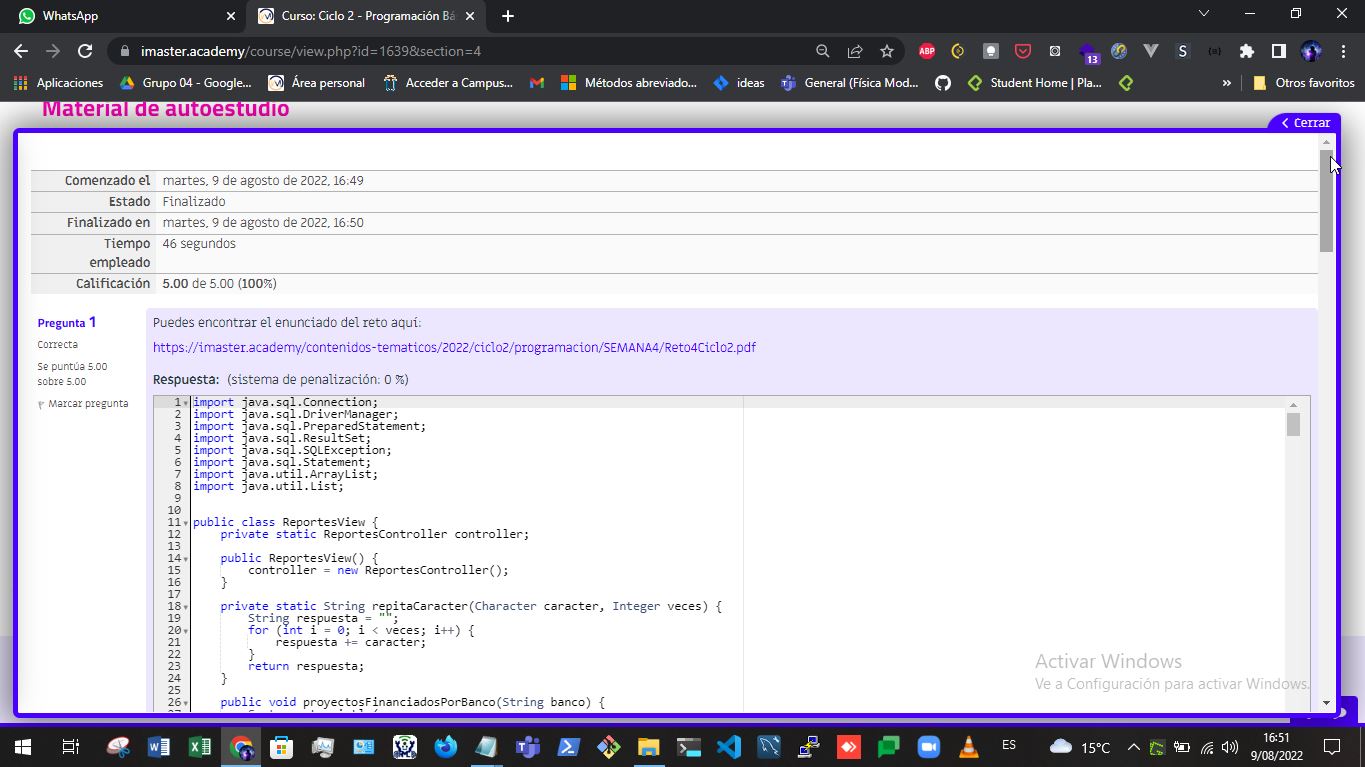 WhatsApp
Curso: Ciclo 2 - Programación Bá
imaster.academy/course/view.php?id=1639&section=4
ABP
13
S
Aplicaciones
Grupo 04 - Google...
Área personal
Acceder a Campus...
Métodos abreviado...
ideas
General (Física Mod...
Student Home | Pla...
»
Otros favoritos
Material de autoestudio
Cerrar
Comenzado el martes, 9 de agosto de 2022, 16:49
Estado Finalizado
Finalizado en martes, 9 de agosto de 2022, 16:50
Tiempo empleado 46 segundos
Calificación 5.00 de 5.00 (100%)
Pregunta 1
Correcta
Se puntúa 5.00
sobre 5.00
Marcar pregunta
Puedes encontrar el enunciado del reto aquí:
https://imaster.academy/contenidos-tematicos/2022/ciclo2/programacion/SEMANA4/Reto4Ciclo2.pdf
Respuesta: (sistema de penalización: 0 %)
1 import java.sql.Connection;
2 import java.sql.DriverManager;
3 import java.sql.PreparedStatement;
4 import java.sql.ResultSet;
5 import java.sql.SQLException;
6 import java.sql.Statement;
7 import java.util.ArrayList;
8 import java.util.List;
9
10
11 public class ReportesView {
12 private static ReportesController controller;
13
14 public ReportesView() {
15 controller = new ReportesController();
16 }
17
18 private static String repitaCaracter(Character caracter, Integer veces) {
19 String respuesta = "";
20 for (int i = 0; i < veces; i++) {
21 respuesta += caracter;
22 }
23 return respuesta;
24 }
25
26 public void proyectosFinanciadosPorBanco(String banco) {
Activar Windows
Ve a Configuración para activar Windows.
ES
15°C
16:51
9/08/2022